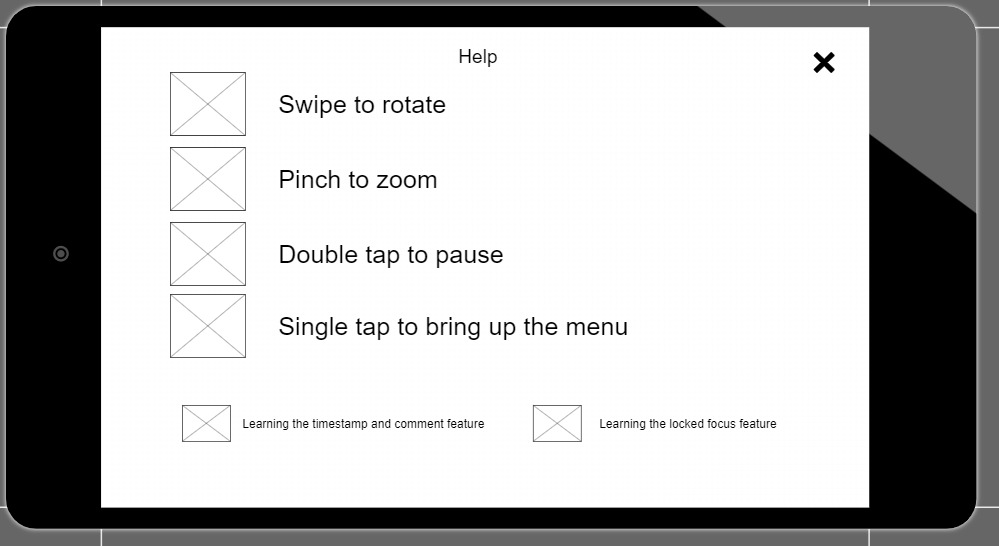 Help
Swipe to rotate
Pinch to zoom
Double tap to pause
Single tap to bring up the menu
Learning the timestamp and comment feature
Learning the locked focus feature